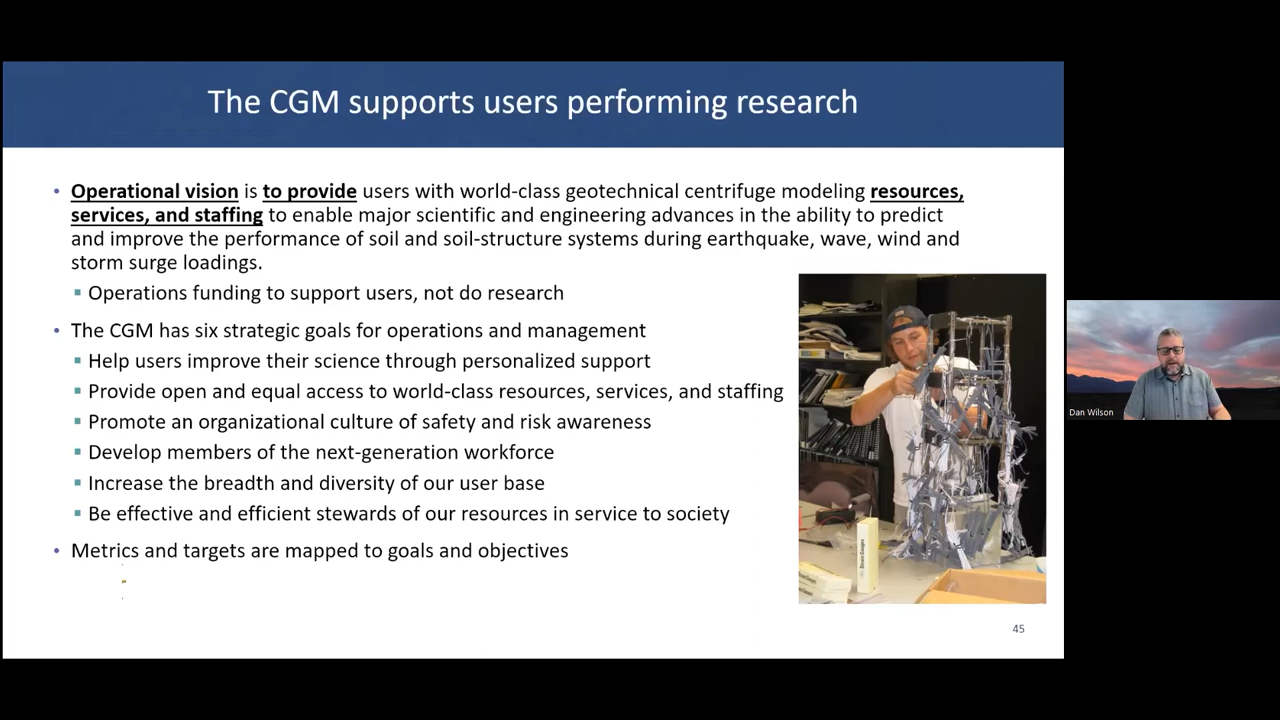 The CGM supports users performing research
• Operational vision is to provide users with world-class geotechnical centrifuge modeling resources,
services, and staffing to enable major scientific and engineering advances in the ability to predict
and improve the performance of soil and soil-structure systems during earthquake, wave, wind and
storm surge loadings.
▪ Operations funding to support users, not do research
• The CGM has six strategic goals for operations and management
▪ Help users improve their science through personalized support
▪ Provide open and equal access to world-class resources, services, and staffing
▪ Promote an organizational culture of safety and risk awareness
▪ Develop members of the next-generation workforce
▪ Increase the breadth and diversity of our user base
▪ Be effective and efficient stewards of our resources in service to society
• Metrics and targets are mapped to goals and objectives
Strain Gauges
45
Dan Wilson